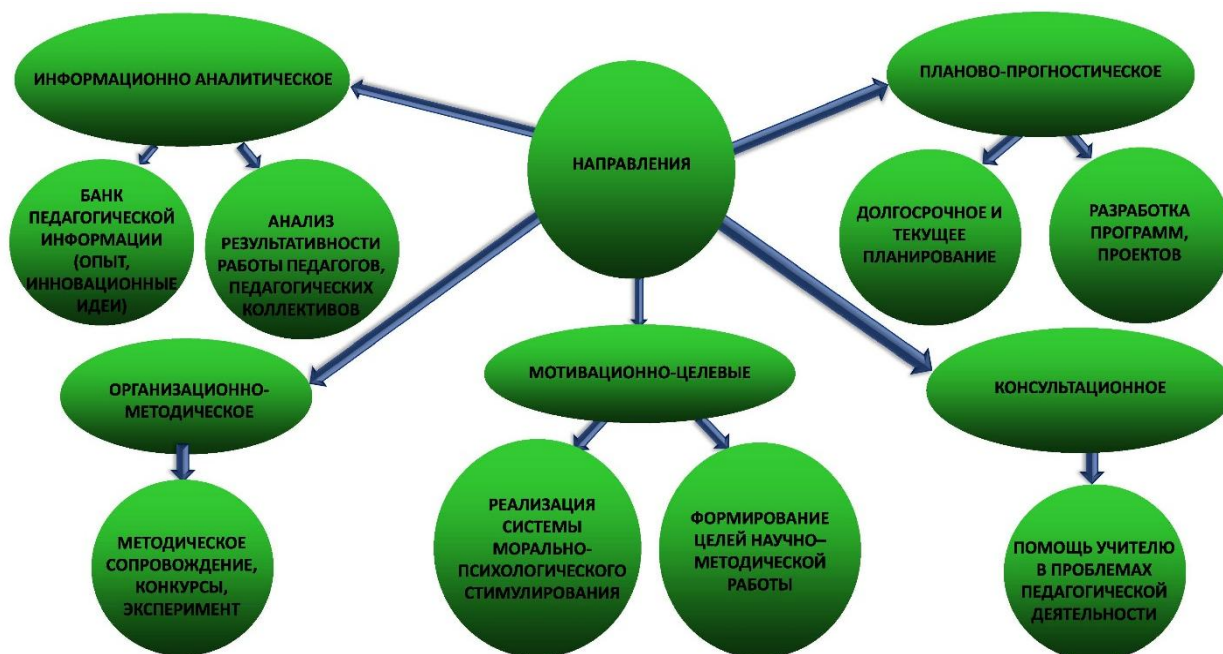 ИНФОРМАЦИОННО АНАЛИТИЧЕСКОЕ
БАНК
ПЕДАГОГИЧЕСКОЙ
ИНФОРМАЦИИ
(ОПЫТ,
ИННОВАЦИОННЫЕ
ИДЕИ)
АНАЛИЗ
РЕЗУЛЬТАТИВНОСТИ
РАБОТЫ ПЕДАГОГОВ,
ПЕДАГОГИЧЕСКИХ
КОЛЛЕКТИВОВ
НАПРАВЛЕНИЯ
ПЛАНОВО-ПРОГНОСТИЧЕСКОЕ
ДОЛГОСРОЧНОЕ И
ТЕКУЩЕЕ
ПЛАНИРОВАНИЕ
РАЗРАБОТКА
ПРОГРАММ,
ПРОЕКТОВ
ОРГАНИЗАЦИОННО-
МЕТОДИЧЕСКОЕ
МЕТОДИЧЕСКОЕ
СОПРОВОЖДЕНИЕ,
КОНКУРСЫ,
ЭКСПЕРИМЕНТ
МОТИВАЦИОННО-ЦЕЛЕВЫЕ
РЕАЛИЗАЦИЯ
СИСТЕМЫ
МОРАЛЬНО-
ПСИХОЛОГИЧЕСКОГО
СТИМУЛИРОВАНИЯ
ФОРМИРОВАНИЕ
ЦЕЛЕЙ НАУЧНО–
МЕТОДИЧЕСКОЙ
РАБОТЫ
КОНСУЛЬТАЦИОННОЕ
ПОМОЩЬ УЧИТЕЛЮ
В ПРОБЛЕМАХ
ПЕДАГОГИЧЕСКОЙ
ДЕЯТЕЛЬНОСТИ